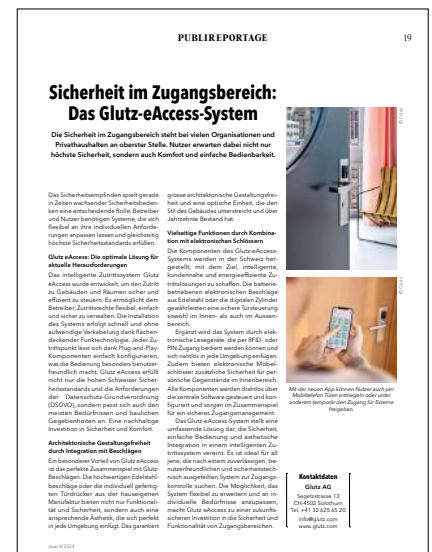 PUBLIREPORTAGE
19
Sicherheit im Zugangsbereich:
Das Glutz-eAccess-System
Die Sicherheit im Zugangsbereich steht bei vielen Organisationen und
Privathaushalten an oberster Stelle. Nutzer erwarten dabei nicht nur
höchste Sicherheit, sondern auch Komfort und einfache Bedienbarkeit.
Das Sicherheitsempfinden spielt gerade
in Zeiten wachsender Sicherheitsbeden-
ken eine entscheidende Rolle. Betreiber
und Nutzer benötigen Systeme, die sich
flexibel an ihre individuellen Anforde-
rungen anpassen lassen und gleichzeitig
höchste Sicherheitsstandards erfüllen.
Glutz eAccess: Die optimale Lösung für
aktuelle Herausforderungen
Das intelligente Zutrittssystem Glutz
eAccess wurde entwickelt, um den Zutritt
zu Gebäuden und Räumen sicher und
effizient zu steuern. Es ermöglicht dem
Betreiber, Zutrittsrechte flexibel, einfach
und sicher zu verwalten. Die Installation
des Systems erfolgt schnell und ohne
aufwendige Verkabelung dank flächen-
deckender Funktechnologie. Jeder Zu-
trittspunkt lässt sich dank Plug-and-Play-
Komponenten einfach konfigurieren,
was die Bedienung besonders benutzer-
freundlich macht. Glutz eAccess erfüllt
nicht nur die hohen Schweizer Sicher-
heitsstandards und die Anforderungen
der Datenschutz-Grundverordnung
(DSGVO), sondern passt sich auch den
meisten Bedürfnissen und baulichen
Gegebenheiten an. Eine nachhaltige
Investition in Sicherheit und Komfort.
Architektonische Gestaltungsfreiheit
durch Integration mit Beschlägen
Ein besonderer Vorteil von Glutz eAccess
ist das perfekte Zusammenspiel mit Glutz-
Beschlägen. Die hochwertigen Edelstahl-
beschläge oder die individuell gefertig-
ten Türdrücker aus der hauseigenen
Manufaktur bieten nicht nur Funktionali-
tät und Sicherheit, sondern auch eine
ansprechende Ästhetik, die sich perfekt
in jede Umgebung einfügt. Das garantiert
grosse architektonische Gestaltungsfrei-
heit und eine optische Einheit, die den
Stil des Gebäudes unterstreicht und über
Jahrzehnte Bestand hat.
Vielseitige Funktionen durch Kombina-
tion mit elektronischen Schlössern
Die Komponenten des Glutz-eAccess-
Systems werden in der Schweiz her-
gestellt, mit dem Ziel, intelligente,
kundennahe und energieeffiziente Zu-
trittslösungen zu schaffen. Die batterie-
betriebenen elektronischen Beschläge
aus Edelstahl oder die digitalen Zylinder
gewährleisten eine sichere Türsteuerung
sowohl im Innen- als auch im Aussen-
bereich.
Ergänzt wird das System durch elek-
tronische Lesegeräte, die per RFID- oder
PIN-Zugang bedient werden können und
sich nahtlos in jede Umgebung einfügen.
Zudem bieten elektronische Möbel-
schlösser zusätzliche Sicherheit für per-
sönliche Gegenstände im Innenbereich.
Alle Komponenten werden drahtlos über
die zentrale Software gesteuert und kon-
figuriert und sorgen im Zusammenspiel
für ein sicheres Zugangsmanagement.
Das Glutz-eAccess-System stellt eine
umfassende Lösung dar, die Sicherheit,
einfache Bedienung und ästhetische
Integration in einem intelligenten Zu-
trittssystem vereint. Es ist ideal für all
jene, die nach einem zuverlässigen, be-
nutzerfreundlichen und sicherheitstech-
nisch ausgefeilten System zur Zugangs-
kontrolle suchen. Die Möglichkeit, das
System flexibel zu erweitern und an in-
dividuelle Bedürfnisse anzupassen,
macht Glutz eAccess zu einer zukunfts-
sicheren Investition in die Sicherheit und
Funktionalität von Zugangsbereichen.
© Glutz
© Glutz
Mit der neuen App können Nutzer auch per
Mobiltelefon Türen entriegeln oder unter
anderem temporär den Zugang für Externe
freigeben.
Kontaktdaten
Glutz AG
Segetzstrasse 13
CH-4502 Solothurn
Tel. +41 32 625 65 20
info@glutz.com
www.glutz.com